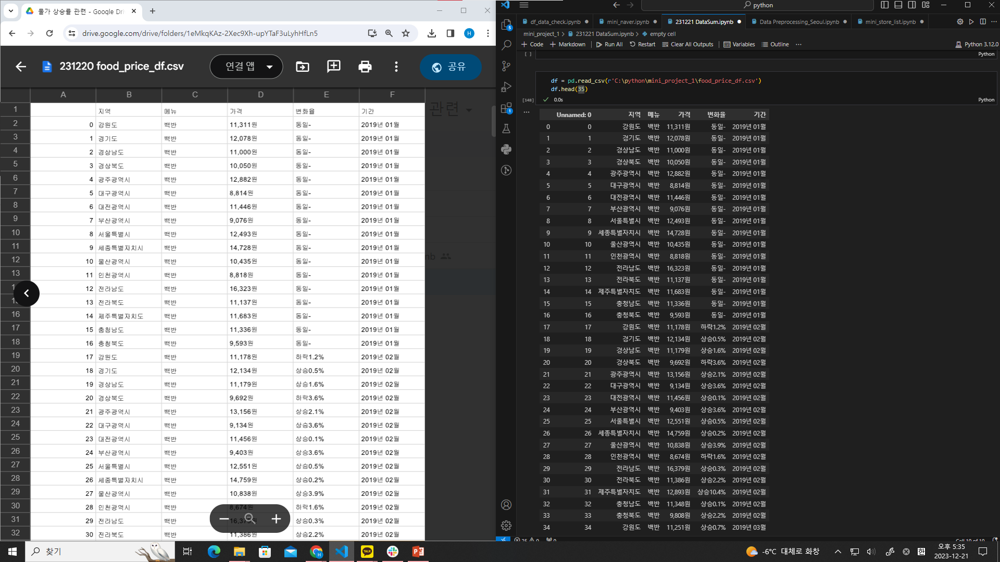 물가 상승률 관련 - Google Dri
drive.google.com/drive/folders/1eMkqKAz-2Xec9Xh-upYTaF3uLyhHfLn5
H
231220 food_price_df.csv
연결 앱
공유
관련
nb
A B C D E F
1 지역 메뉴 가격 변화율 기간
2 0 강원도 백반 11,311원 동일- 2019년 01월
3 1 경기도 백반 12,078원 동일- 2019년 01월
4 2 경상남도 백반 11,000원 동일- 2019년 01월
5 3 경상북도 백반 10,050원 동일- 2019년 01월
6 4 광주광역시 백반 12,882원 동일- 2019년 01월
7 5 대구광역시 백반 8,814원 동일- 2019년 01월
8 6 대전광역시 백반 11,446원 동일- 2019년 01월
9 7 부산광역시 백반 9,076원 동일- 2019년 01월
10 8 서울특별시 백반 12,493원 동일- 2019년 01월
11 9 세종특별자치시 백반 14,728원 동일- 2019년 01월
12 10 울산광역시 백반 10,435원 동일- 2019년 01월
13 11 인천광역시 백반 8,818원 동일- 2019년 01월
12 전라남도 백반 16,323원 동일- 2019년 01월
13 전라북도 백반 11,137원 동일- 2019년 01월
16 14 제주특별자치도 백반 11,683원 동일- 2019년 01월
17 15 충청남도 백반 11,336원 동일- 2019년 01월
18 16 충청북도 백반 9,593원 동일- 2019년 01월
19 17 강원도 백반 11,178원 하락1.2% 2019년 02월
20 18 경기도 백반 12,134원 상승0.5% 2019년 02월
21 19 경상남도 백반 11,179원 상승1.6% 2019년 02월
22 20 경상북도 백반 9,692원 하락3.6% 2019년 02월
23 21 광주광역시 백반 13,156원 상승2.1% 2019년 02월
24 22 대구광역시 백반 9,134원 상승3.6% 2019년 02월
25 23 대전광역시 백반 11,456원 상승0.1% 2019년 02월
26 24 부산광역시 백반 9,403원 상승3.6% 2019년 02월
27 25 서울특별시 백반 12,551원 상승0.5% 2019년 02월
28 26 세종특별자치시 백반 14,759원 상승0.2% 2019년 02월
29 27 울산광역시 백반 10,838원 상승3.9% 2019년 02월
30 28 인천광역시 백반 8,674원 하락1.6% 2019년 02월
31 29 전라남도 백반 상승0.3% 2019년 02월
32 30 전라북도 백반 11,386원 상승2.2% 2019년 02월
python
df_data_check.ipynb mini_naver.ipynb 231221 DataSum.ipynb Data Preprocessing_Seoul.ipynb mini_store_list.ipynb
mini_project_1 > 231221 DataSum.ipynb > empty cell
+ Code + Markdown Run All Restart Clear All Outputs Variables Outline ... Python 3.12.0
5
1
[ ] Python
df = pd.read_csv(r'C:\python\mini_project_1\food_price_df.csv')
df.head(35)
[148] 0.0s Python
Unnamed: 0 지역 메뉴 가격 변화율 기간
0 0 강원도 백반 11,311원 동일- 2019년 01월
1 1 경기도 백반 12,078원 동일- 2019년 01월
2 2 경상남도 백반 11,000원 동일- 2019년 01월
3 3 경상북도 백반 10,050원 동일- 2019년 01월
4 4 광주광역시 백반 12,882원 동일- 2019년 01월
5 5 대구광역시 백반 8,814원 동일- 2019년 01월
6 6 대전광역시 백반 11,446원 동일- 2019년 01월
7 7 부산광역시 백반 9,076원 동일- 2019년 01월
8 8 서울특별시 백반 12,493원 동일- 2019년 01월
9 9 세종특별자치시 백반 14,728원 동일- 2019년 01월
10 10 울산광역시 백반 10,435원 동일- 2019년 01월
11 11 인천광역시 백반 8,818원 동일- 2019년 01월
12 12 전라남도 백반 16,323원 동일- 2019년 01월
13 13 전라북도 백반 11,137원 동일- 2019년 01월
14 14 제주특별자치도 백반 11,683원 동일- 2019년 01월
15 15 충청남도 백반 11,336원 동일- 2019년 01월
16 16 충청북도 백반 9,593원 동일- 2019년 01월
17 17 강원도 백반 11,178원 하락1.2% 2019년 02월
18 18 경기도 백반 12,134원 상승0.5% 2019년 02월
19 19 경상남도 백반 11,179원 상승1.6% 2019년 02월
20 20 경상북도 백반 9,692원 하락3.6% 2019년 02월
21 21 광주광역시 백반 13,156원 상승2.1% 2019년 02월
22 22 대구광역시 백반 9,134원 상승3.6% 2019년 02월
23 23 대전광역시 백반 11,456원 상승0.1% 2019년 02월
24 24 부산광역시 백반 9,403원 상승3.6% 2019년 02월
25 25 서울특별시 백반 12,551원 상승0.5% 2019년 02월
26 26 세종특별자치시 백반 14,759원 상승0.2% 2019년 02월
27 27 울산광역시 백반 10,838원 상승3.9% 2019년 02월
28 28 인천광역시 백반 8,674원 하락1.6% 2019년 02월
29 29 전라남도 백반 16,379원 상승0.3% 2019년 02월
30 30 전라북도 백반 11,386원 상승2.2% 2019년 02월
31 31 제주특별자치도 백반 12,893원 상승10.4% 2019년 02월
32 32 충청남도 백반 11,348원 상승0.1% 2019년 02월
33 33 충청북도 백반 9,808원 상승2.2% 2019년 02월
34 34 강원도 백반 11,251원 상승0.7% 2019년 03월
찾기
TALK
-6°C 대체로 화창
한
오후 5:35
2023-12-21